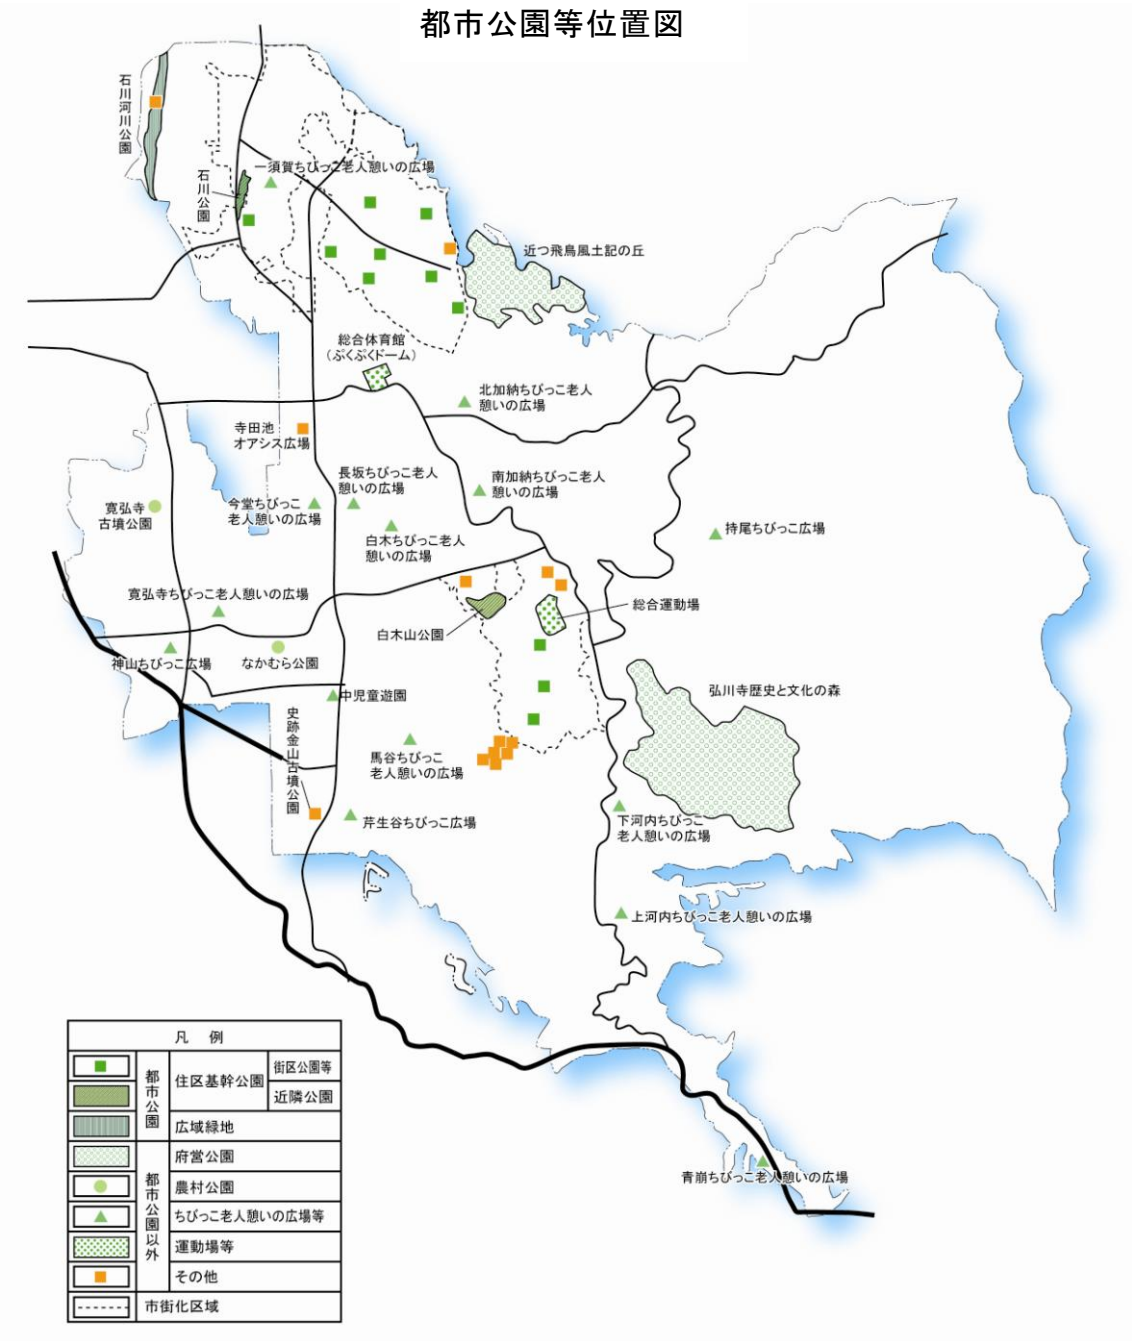 都市公園等位置図
石川河川公園
一須賀ちびっこ老人憩いの広場
石川公園
近つ飛鳥風土記の丘
総合体育館
(ぷくぷくドーム)
北加納ちびっこ老人
憩いの広場
寺田池
オアシス広場
長坂ちびっこ老人
憩いの広場
南加納ちびっこ老人
憩いの広場
寛弘寺
古墳公園
今堂ちびっこ
老人憩いの広場
白木ちびっこ老人
憩いの広場
持尾ちびっこ広場
寛弘寺ちびっこ老人憩いの広場
総合運動場
白木山公園
神山ちびっこ広場
なかむら公園
中児童遊園
弘川寺歴史と文化の森
史跡金山古墳公園
馬谷ちびっこ
老人憩いの広場
芹生谷ちびっこ広場
下河内ちびっこ
老人憩いの広場
上河内ちびっこ老人憩いの広場
青崩ちびっこ老人憩いの広場
凡 例
都市公園
住区基幹公園
街区公園等
近隣公園
広域緑地
都市公園以外
府営公園
農村公園
ちびっこ老人憩いの広場等
運動場等
その他
市街化区域